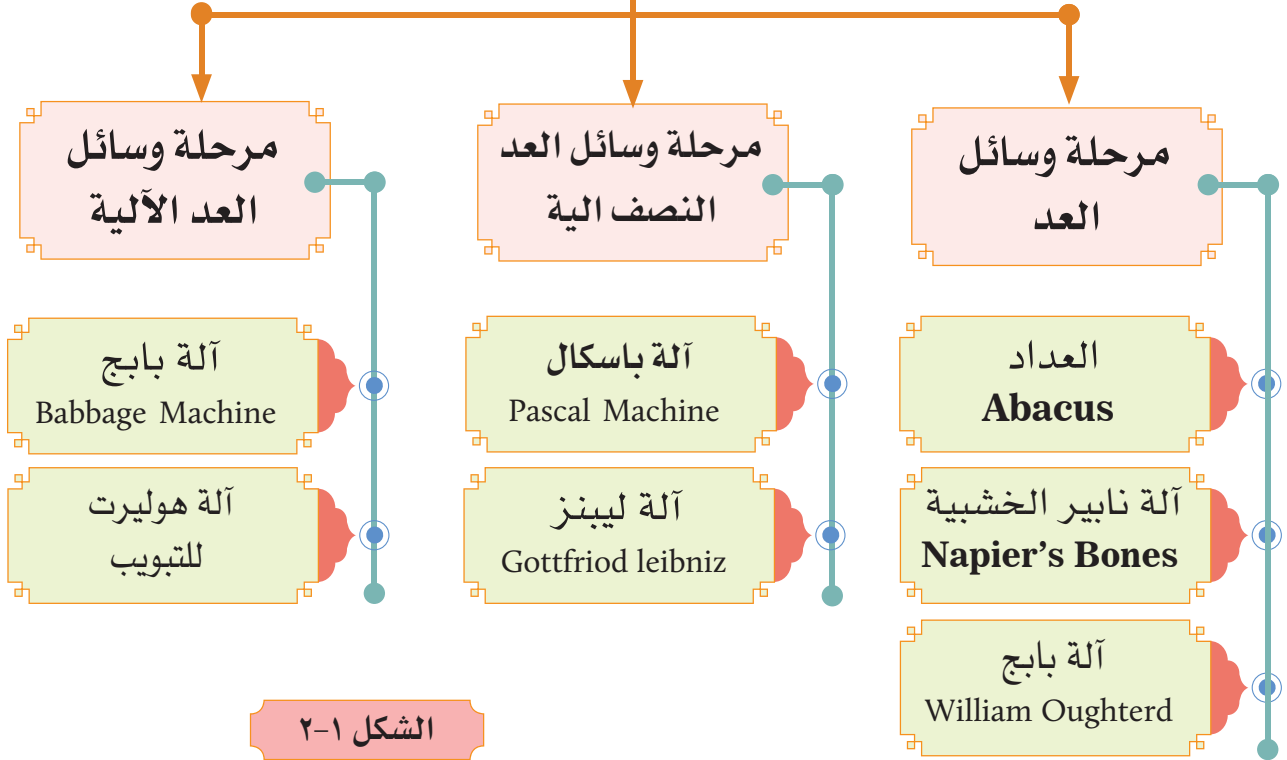 مرحلة وسائل
العد
العداد
Abacus
آلة نابير الخشبية
Napier's Bones
آلة بابج
William Oughterd
مرحلة وسائل العد
النصف الية
آلة باسكال
Pascal Machine
آلة ليبنز
Gottfriod leibniz
مرحلة وسائل
العد الآلية
آلة بابج
Babbage Machine
آلة هوليرت
للتبويب
الشكل ١-٢